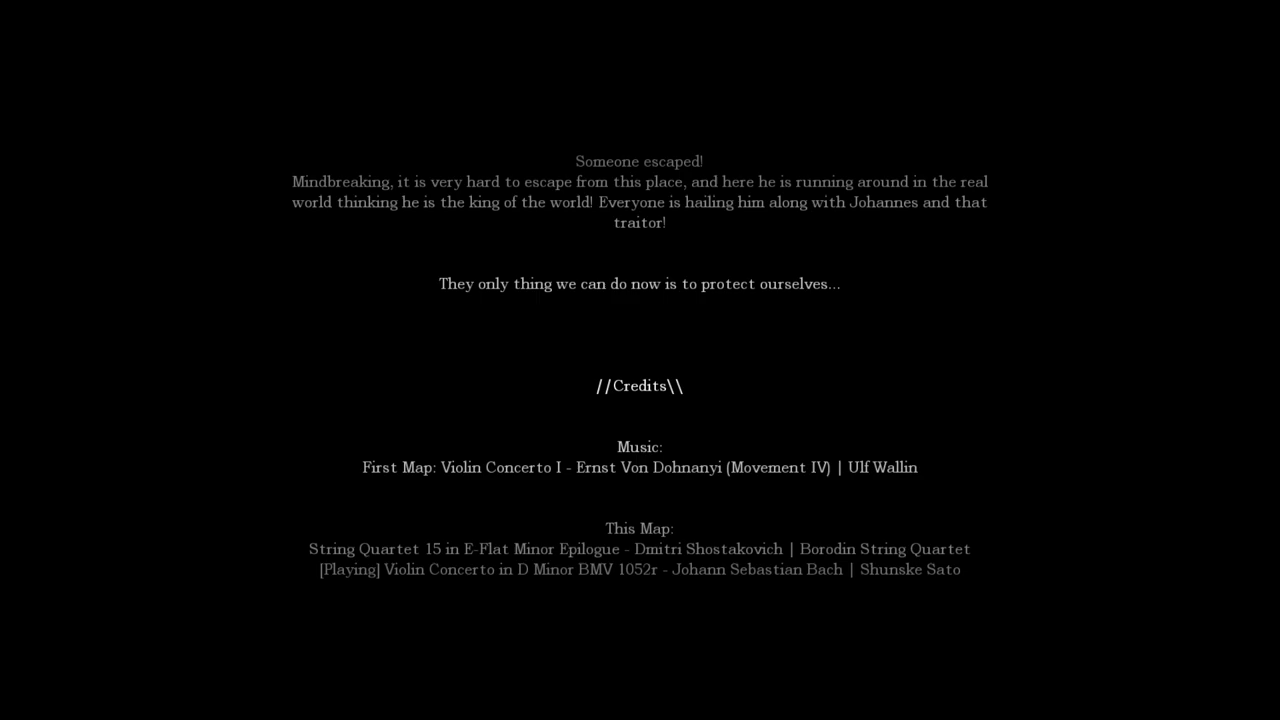 Someone escaped!
Mindbreaking, it is very hard to escape from this place, and here he is running around in the real
world thinking he is the king of the world! Everyone is hailing him along with Johannes and that
traitor!
They only thing we can do now is to protect ourselves...
//Credits\\
Music:
First Map: Violin Concerto I - Ernst Von Dohnanyi (Movement IV) | Ulf Wallin
This Map:
String Quartet 15 in E-Flat Minor Epilogue - Dmitri Shostakovich | Borodin String Quartet
[Playing] Violin Concerto in D Minor BMV 1052r - Johann Sebastian Bach | Shunske Sato